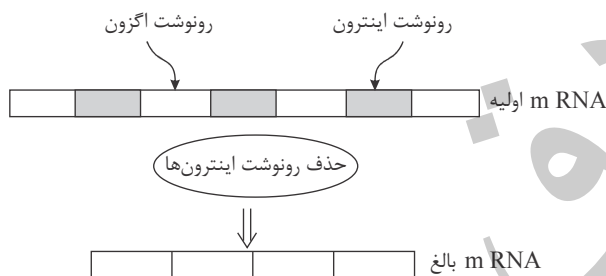 رونوشت اینترون
رونوشت اگزون
m RNA اولیه
حذف رونوشت اینترون‌ها
m RNA بالغ